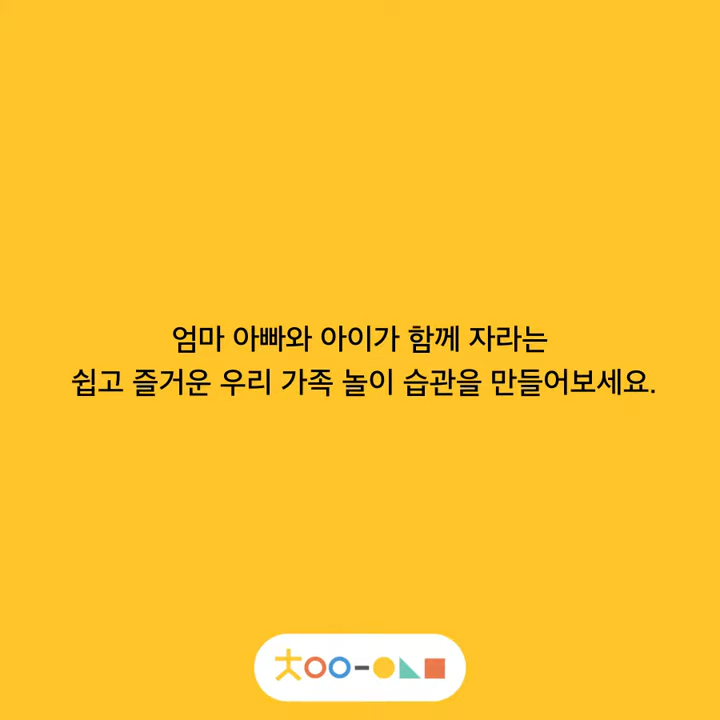 엄마 아빠와 아이가 함께 자라는
쉽고 즐거운 우리 가족 놀이 습관을 만들어보세요.